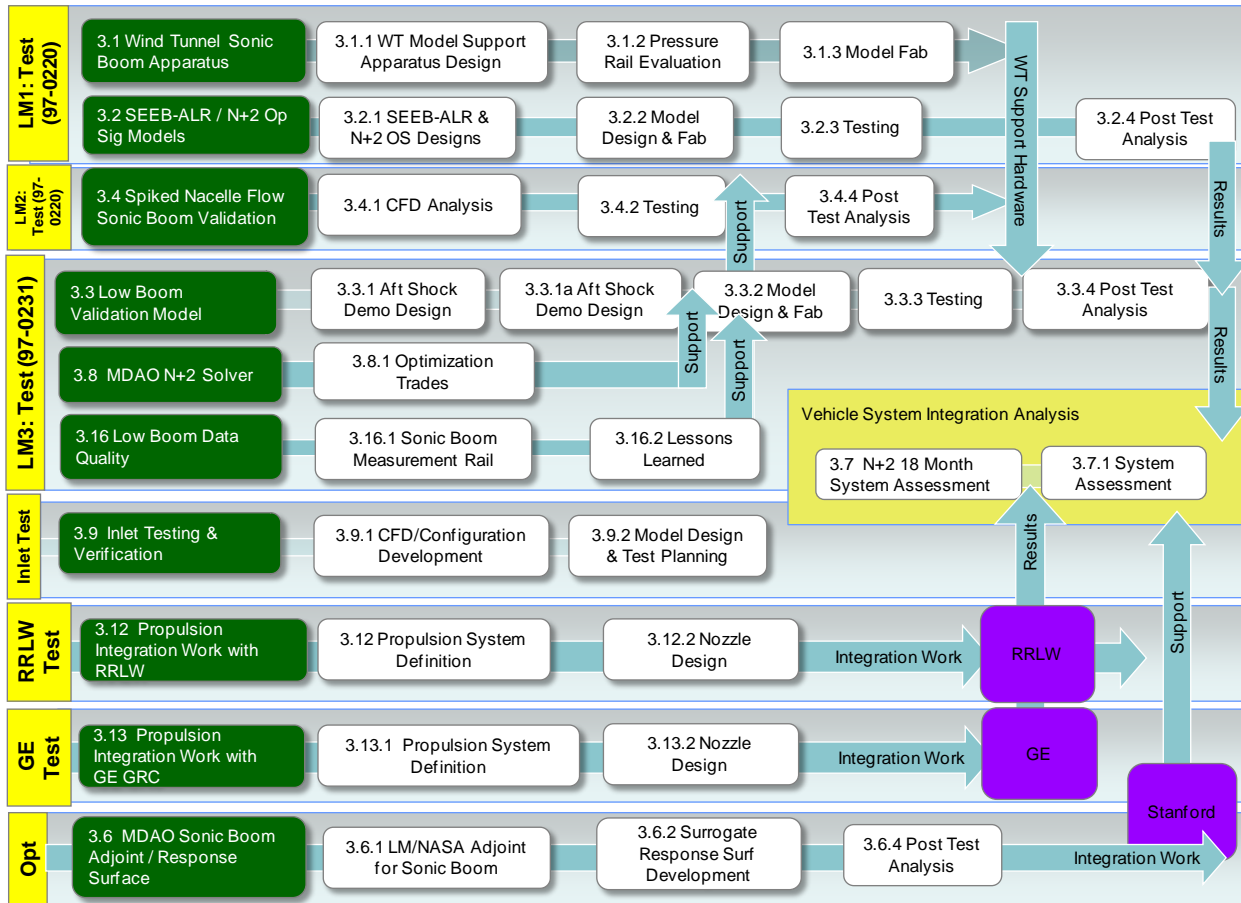 LM1: Test
(97-0220)
3.1 Wind Tunnel Sonic
Boom Apparatus
3.1.1 WT Model Support
Apparatus Design
3.1.2 Pressure
Rail Evaluation
3.1.3 Model Fab
WT Support Hardware
3.2 SEEB-ALR / N+2 Op
Sig Models
3.2.1 SEEB-ALR &
N+2 OS Designs
3.2.2 Model
Design & Fab
3.2.3 Testing
3.2.4 Post Test
Analysis
Results
LM2:
Test (97-
0220)
3.4 Spiked Nacelle Flow
Sonic Boom Validation
3.4.1 CFD Analysis
3.4.2 Testing
Support
3.4.4 Post
Test Analysis
LM3: Test (97-0231)
3.3 Low Boom
Validation Model
3.3.1 Aft Shock
Demo Design
3.3.1a Aft Shock
Demo Design
3.3.2 Model
Design & Fab
3.3.3 Testing
3.3.4 Post Test
Analysis
Results
3.8 MDAO N+2 Solver
3.8.1 Optimization
Trades
Support
Support
3.16 Low Boom Data
Quality
3.16.1 Sonic Boom
Measurement Rail
3.16.2 Lessons
Learned
Vehicle System Integration Analysis
3.7 N+2 18 Month
System Assessment
3.7.1 System
Assessment
Inlet Test
3.9 Inlet Testing &
Verification
3.9.1 CFD/Configuration
Development
3.9.2 Model Design
& Test Planning
Results
Support
RRLW
Test
3.12 Propulsion
Integration Work with
RRLW
3.12 Propulsion System
Definition
3.12.2 Nozzle
Design
Integration Work
RRLW
GE
Test
3.13 Propulsion
Integration Work with
GE GRC
3.13.1 Propulsion System
Definition
3.13.2 Nozzle
Design
Integration Work
GE
Stanford
Opt
3.6 MDAO Sonic Boom
Adjoint / Response
Surface
3.6.1 LM/NASA Adjoint
for Sonic Boom
3.6.2 Surrogate
Response Surf
Development
3.6.4 Post Test
Analysis
Integration Work